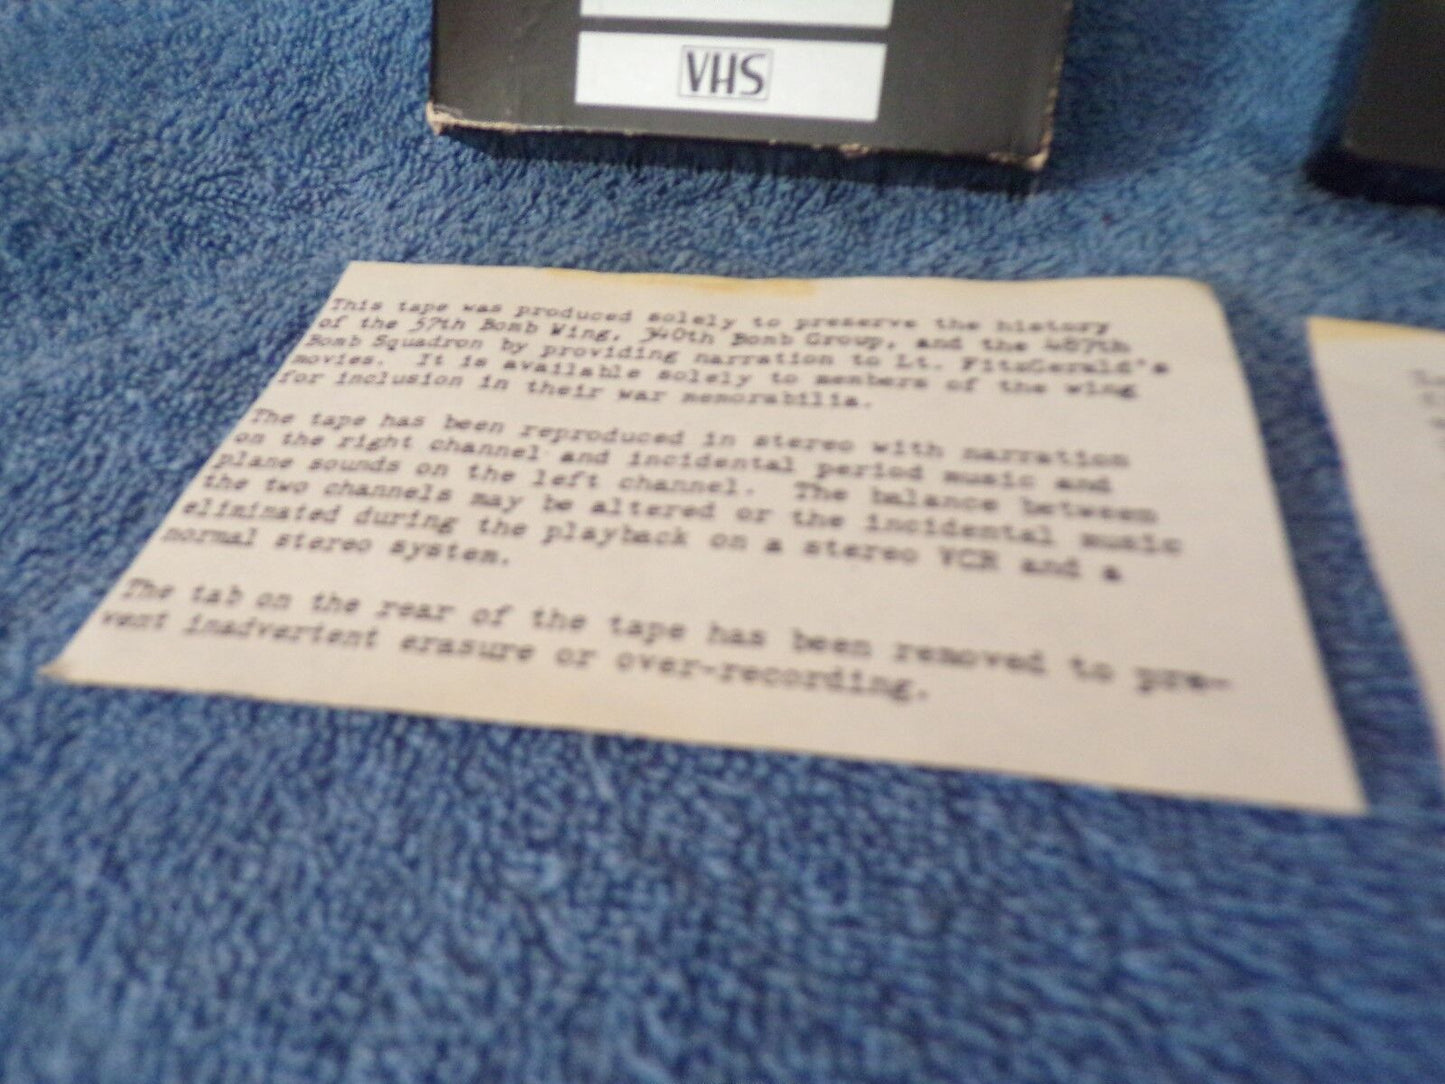 VHS
This tape was produced solely to preserve the history
of the 57th Bomb Wing, 340th Bomb Group, and the 487th
Bomb Squadron by providing narration to Lt. FitzGerald's
movies. It is available solely to members of the wing
for inclusion in their war memorabilia.
The tape has been reproduced in stereo with narration
on the right channel and incidental period music and
plane sounds on the left channel. The balance between
the two channels may be altered or the incidental music
eliminated during the playback on a stereo VCR and a
normal stereo system.
The tab on the rear of the tape has been removed to pre-
vent inadvertent erasure or over-recording.